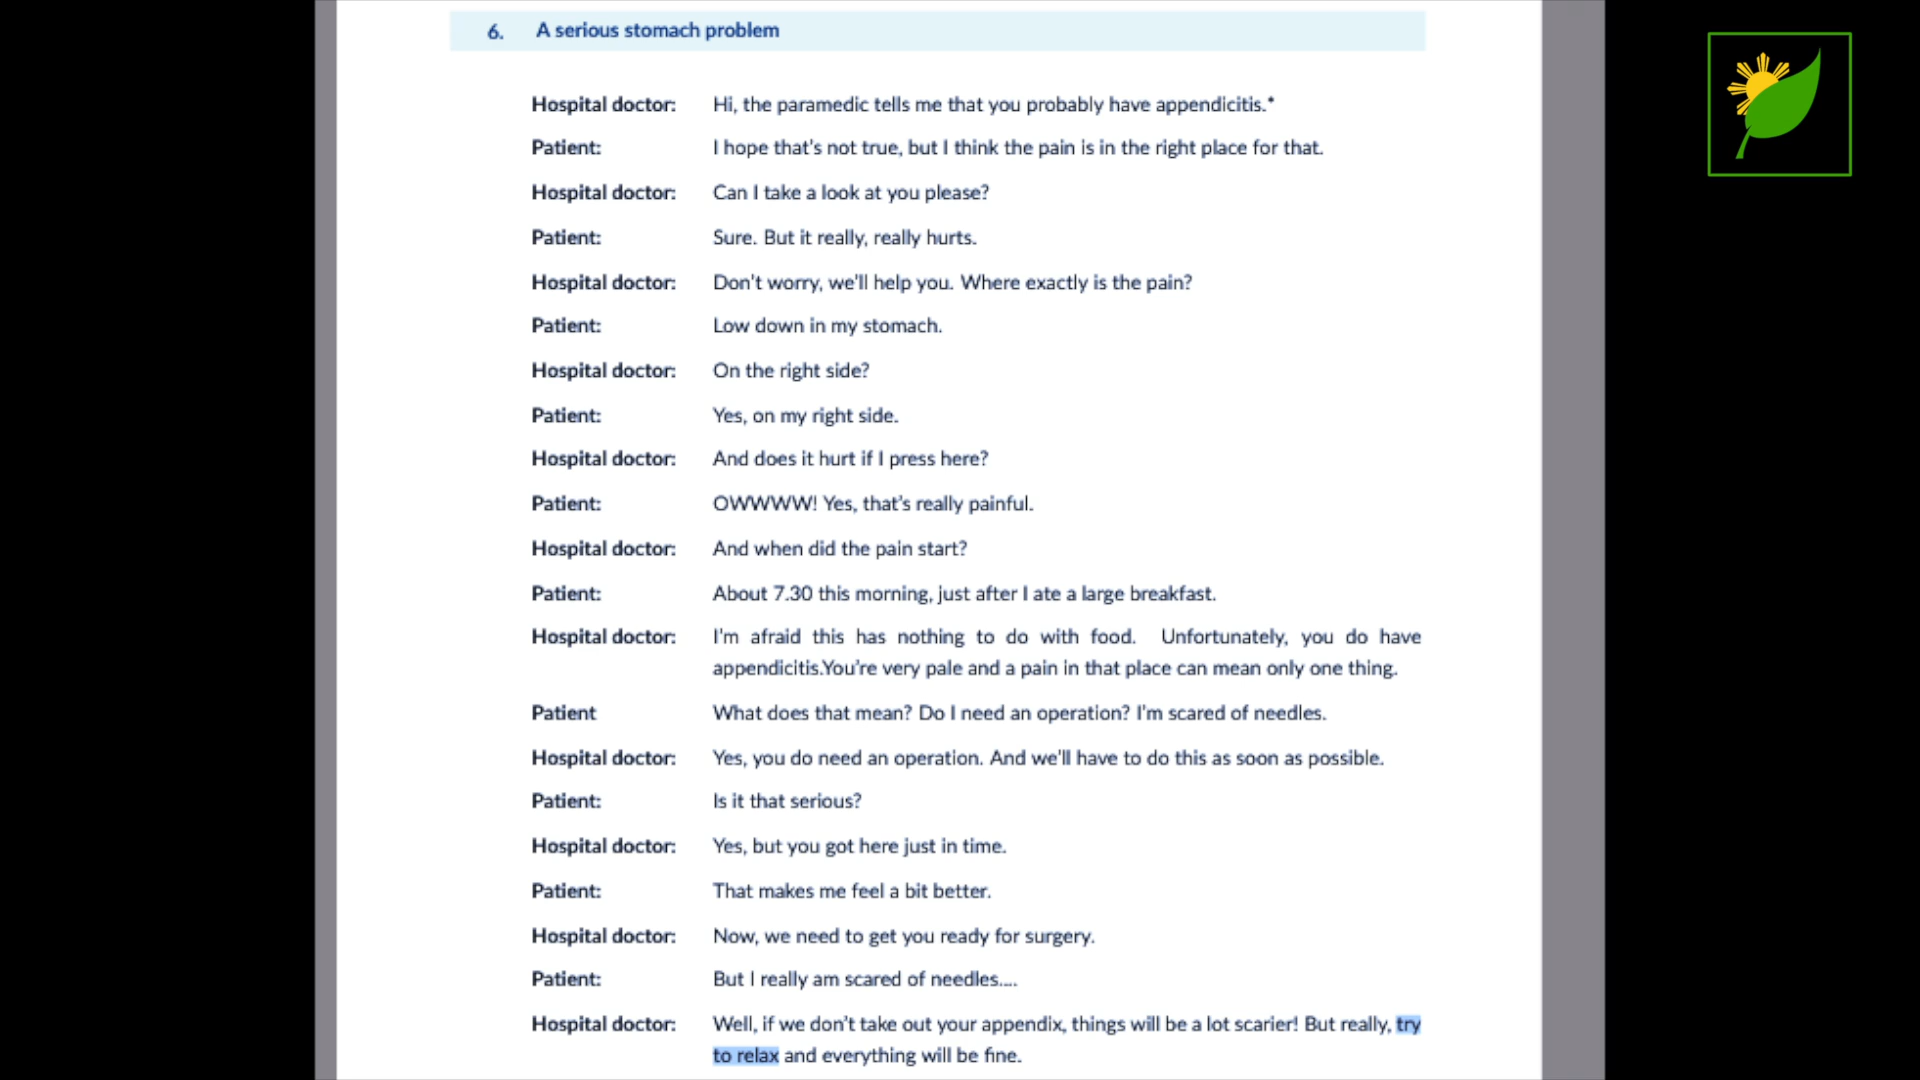 6. A serious stomach problem
Hospital doctor: Hi, the paramedic tells me that you probably have appendicitis.*
Patient: I hope that's not true, but I think the pain is in the right place for that.
Hospital doctor: Can I take a look at you please?
Patient: Sure. But it really, really hurts.
Hospital doctor: Don't worry, we'll help you. Where exactly is the pain?
Patient: Low down in my stomach.
Hospital doctor: On the right side?
Patient: Yes, on my right side.
Hospital doctor: And does it hurt if I press here?
Patient: OWWWW! Yes, that's really painful.
Hospital doctor: And when did the pain start?
Patient: About 7.30 this morning, just after I ate a large breakfast.
Hospital doctor: I'm afraid this has nothing to do with food. Unfortunately, you do have
appendicitis.You're very pale and a pain in that place can mean only one thing.
Patient What does that mean? Do I need an operation? I'm scared of needles.
Hospital doctor: Yes, you do need an operation. And we'll have to do this as soon as possible.
Patient: Is it that serious?
Hospital doctor: Yes, but you got here just in time.
Patient: That makes me feel a bit better.
Hospital doctor: Now, we need to get you ready for surgery.
Patient: But I really am scared of needles....
Hospital doctor: Well, if we don't take out your appendix, things will be a lot scarier! But really, try
to relax and everything will be fine.